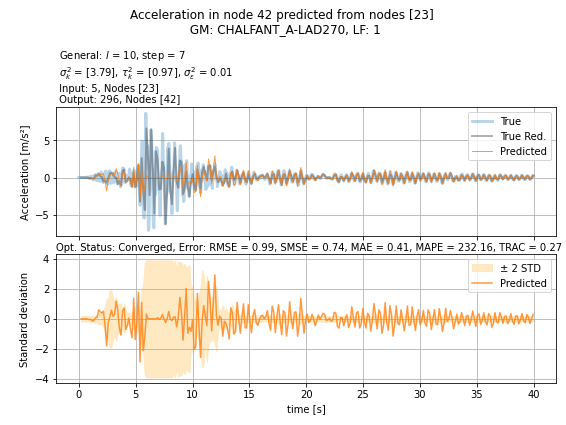 Acceleration in node 42 predicted from nodes [23]
GM: CHALFANT_A-LAD270, LF: 1
General: l = 10, step = 7
σ²ₖ = [3.79], τ²ₖ = [0.97], σ²ε = 0.01
Input: 5, Nodes [23]
Output: 296, Nodes [42]
Acceleration [m/s²]
5
0
−5
True
True Red.
Predicted
Opt. Status: Converged, Error: RMSE = 0.99, SMSE = 0.74, MAE = 0.41, MAPE = 232.16, TRAC = 0.27
Standard deviation
4
2
0
−2
−4
± 2 STD
Predicted
0 5 10 15 20 25 30 35 40
time [s]